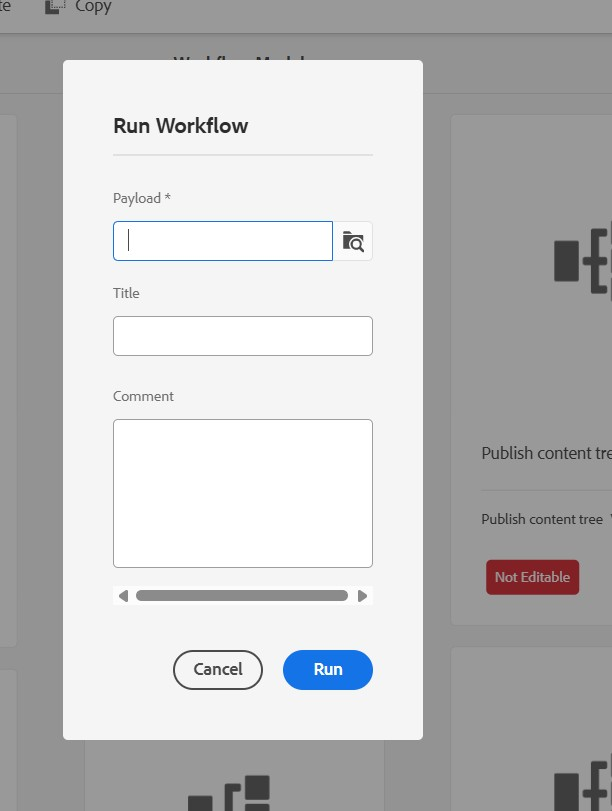 Copy
Run Workflow
Payload *
Title
Comment
Publish content tre
Publish content tree
Not Editable
Cancel
Run